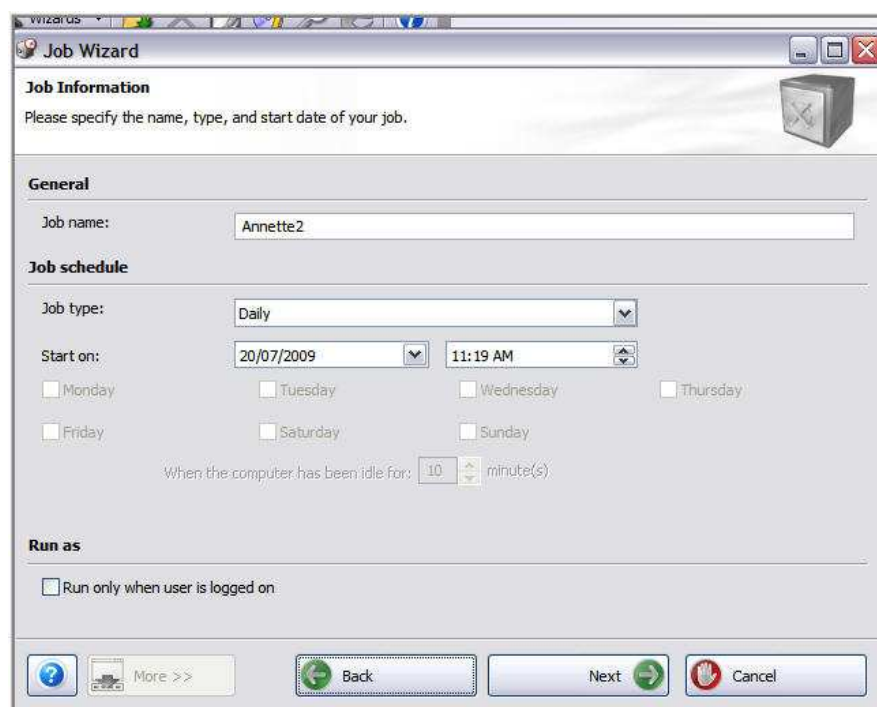 Wizards
Job Wizard
Job Information
Please specify the name, type, and start date of your job.
General
Job name: Annette2
Job schedule
Job type: Daily
Start on: 20/07/2009 11:19 AM
Monday Tuesday Wednesday Thursday
Friday Saturday Sunday
When the computer has been idle for: 10 minute(s)
Run as
Run only when user is logged on
? More >> Back Next Cancel